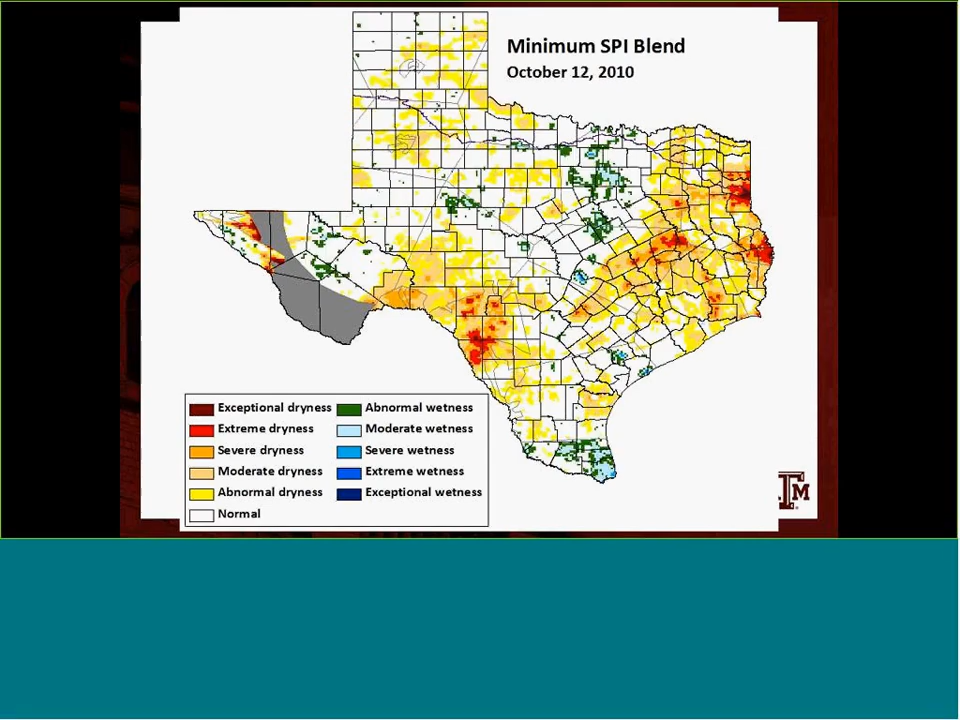 Minimum SPI Blend
October 12, 2010
Exceptional dryness
Extreme dryness
Severe dryness
Moderate dryness
Abnormal dryness
Normal
Abnormal wetness
Moderate wetness
Severe wetness
Extreme wetness
Exceptional wetness
ATM